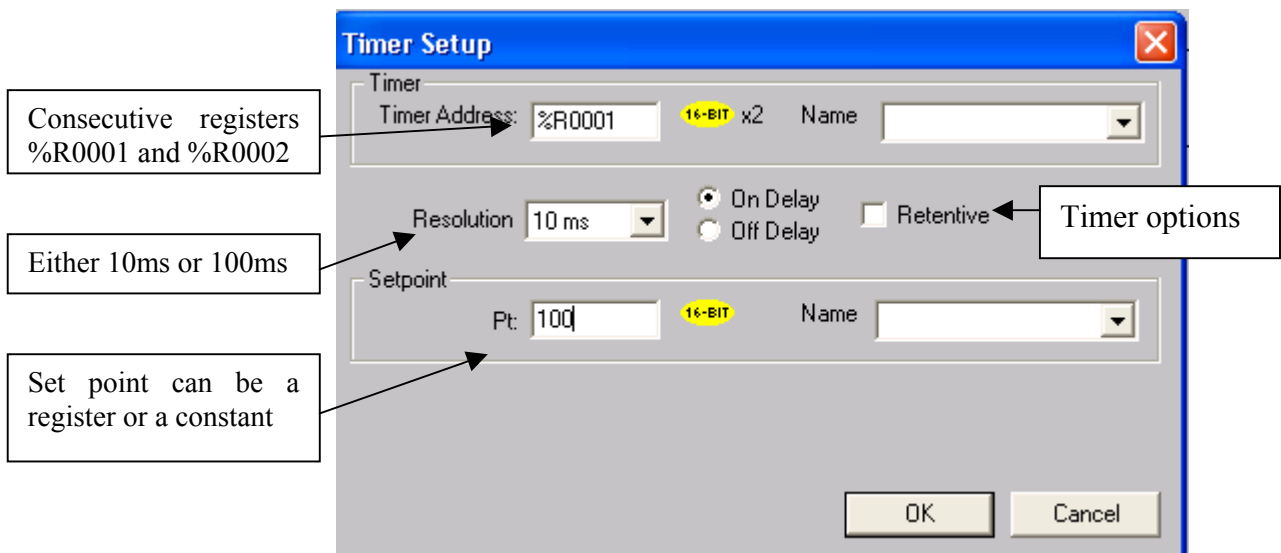 Timer Setup
Timer
Consecutive registers
%R0001 and %R0002
Timer Address: %R0001 16-BIT x2 Name
Resolution 10 ms
On Delay
Off Delay
Retentive
Timer options
Either 10ms or 100ms
Setpoint
Pt: 100 16-BIT Name
Set point can be a
register or a constant
OK Cancel